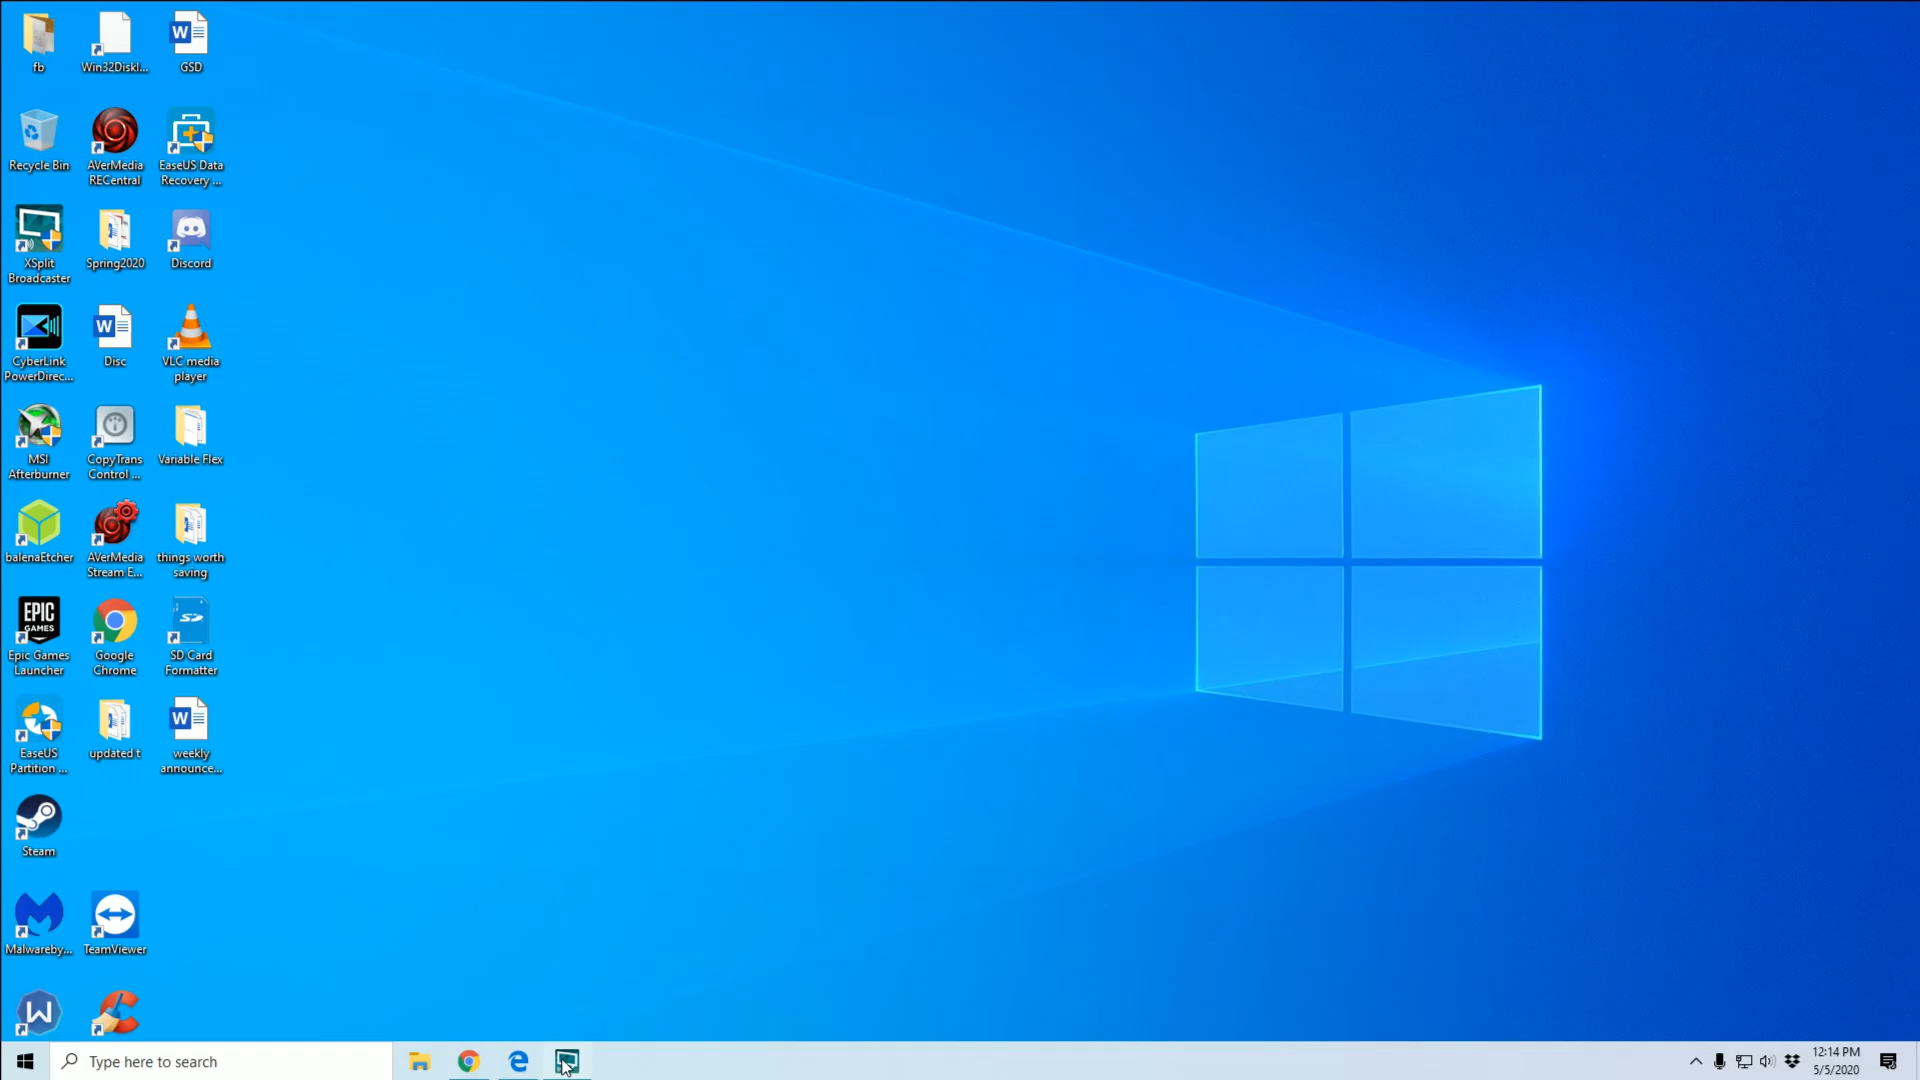 fb
Win32DiskI...
GSD
Recycle Bin
AVerMedia
RECentral
EaseUS Data
Recovery ...
XSplit
Broadcaster
Spring2020
Discord
CyberLink
PowerDirec...
Disc
VLC media
player
MSI
Afterburner
CopyTrans
Control ...
Variable Flex
balenaEtcher
AVerMedia
Stream E...
things worth
saving
EPIC
GAMES
Epic Games
Launcher
Google
Chrome
SD Card
Formatter
EaseUS
Partition ...
updated t
weekly
announce...
Steam
Malwareby...
TeamViewer
Type here to search
12:14 PM
5/5/2020